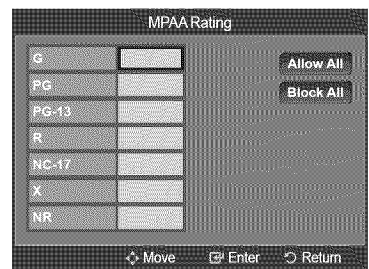 MPAA Rating
G
Allow All
PG
Block All
PG-13
R
NC-17
X
NR
Move Enter Return